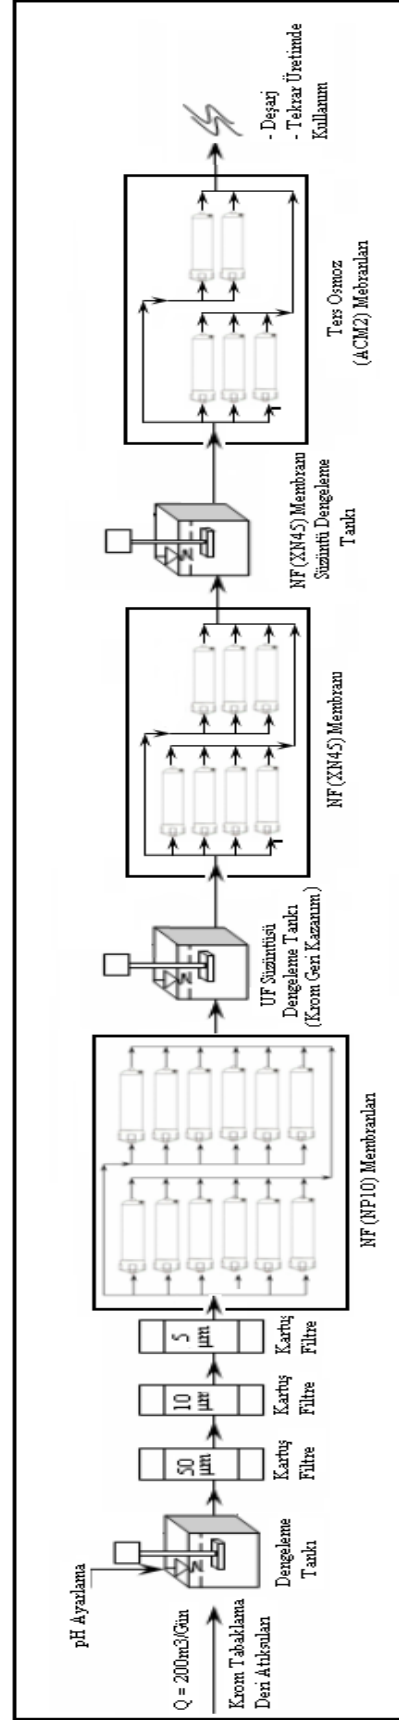 pH Ayarlama
Q = 200m3/Gün
Krom Tabaklama
Deri Atıksuları
Dengeleme
Tankı
50
µm
Kartuş
Filtre
10
µm
Kartuş
Filtre
5
µm
Kartuş
Filtre
NF(NP10) Membranları
UF Süzüntüsü
Dengeleme Tankı
(Krom Geri Kazanım)
NF(XN45) Membranı
NF(XN45) Membranı
Süzüntü Dengeleme
Tankı
Ters Osmoz
(ACM2) Mebranları
- Deşarj
- Tekrar Üretimde
Kullanım